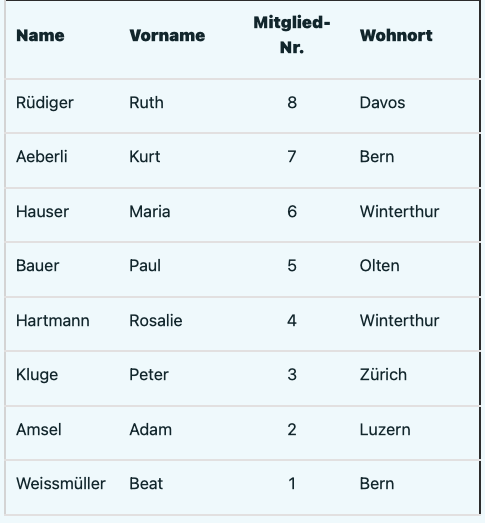 Name Vorname Mitglied-Nr. Wohnort
Rüdiger Ruth 8 Davos
Aeberli Kurt 7 Bern
Hauser Maria 6 Winterthur
Bauer Paul 5 Olten
Hartmann Rosalie 4 Winterthur
Kluge Peter 3 Zürich
Amsel Adam 2 Luzern
Weissmüller Beat 1 Bern